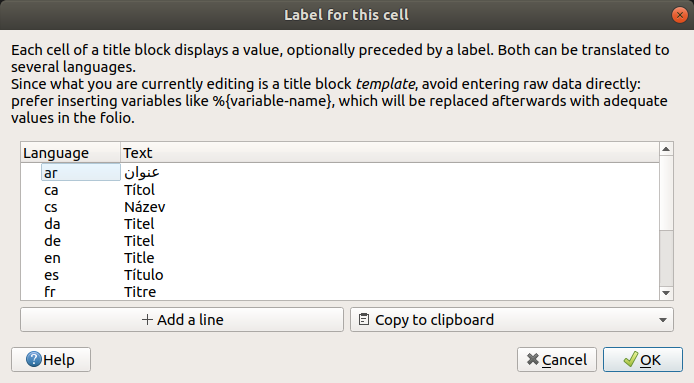 Label for this cell
Each cell of a title block displays a value, optionally preceded by a label. Both can be translated to
several languages.
Since what you are currently editing is a title block template, avoid entering raw data directly:
prefer inserting variables like %{variable-name}, which will be replaced afterwards with adequate
values in the folio.
Language Text
ar عنوان
ca Títol
cs Název
da Titel
de Titel
en Title
es Título
fr Titre
Add a line Copy to clipboard
Help Cancel OK